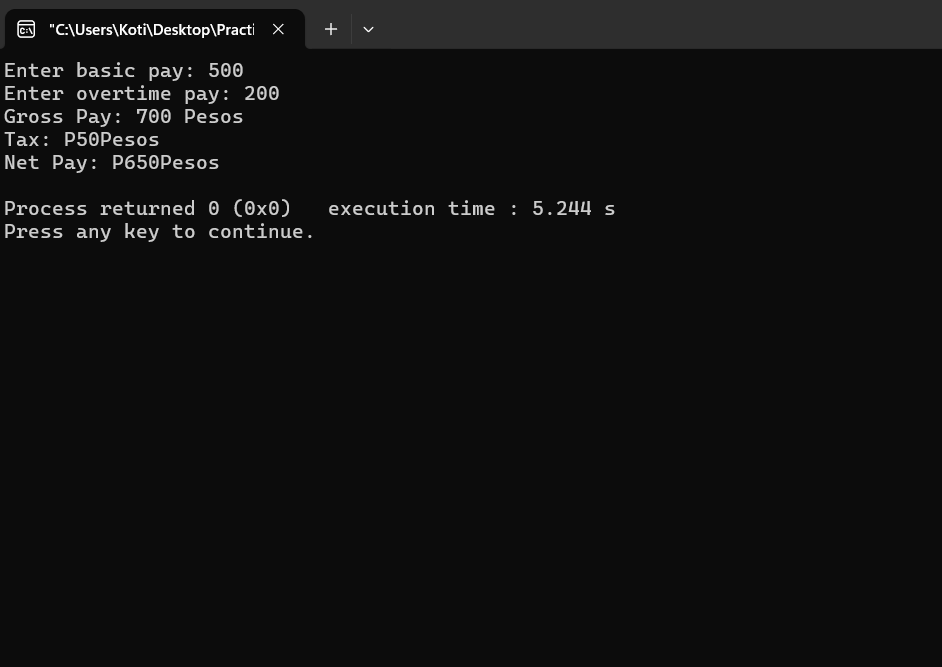 "C:\Users\Koti\Desktop\Practi
Enter basic pay: 500
Enter overtime pay: 200
Gross Pay: 700 Pesos
Tax: P50Pesos
Net Pay: P650Pesos
Process returned 0 (0x0)   execution time : 5.244 s
Press any key to continue.